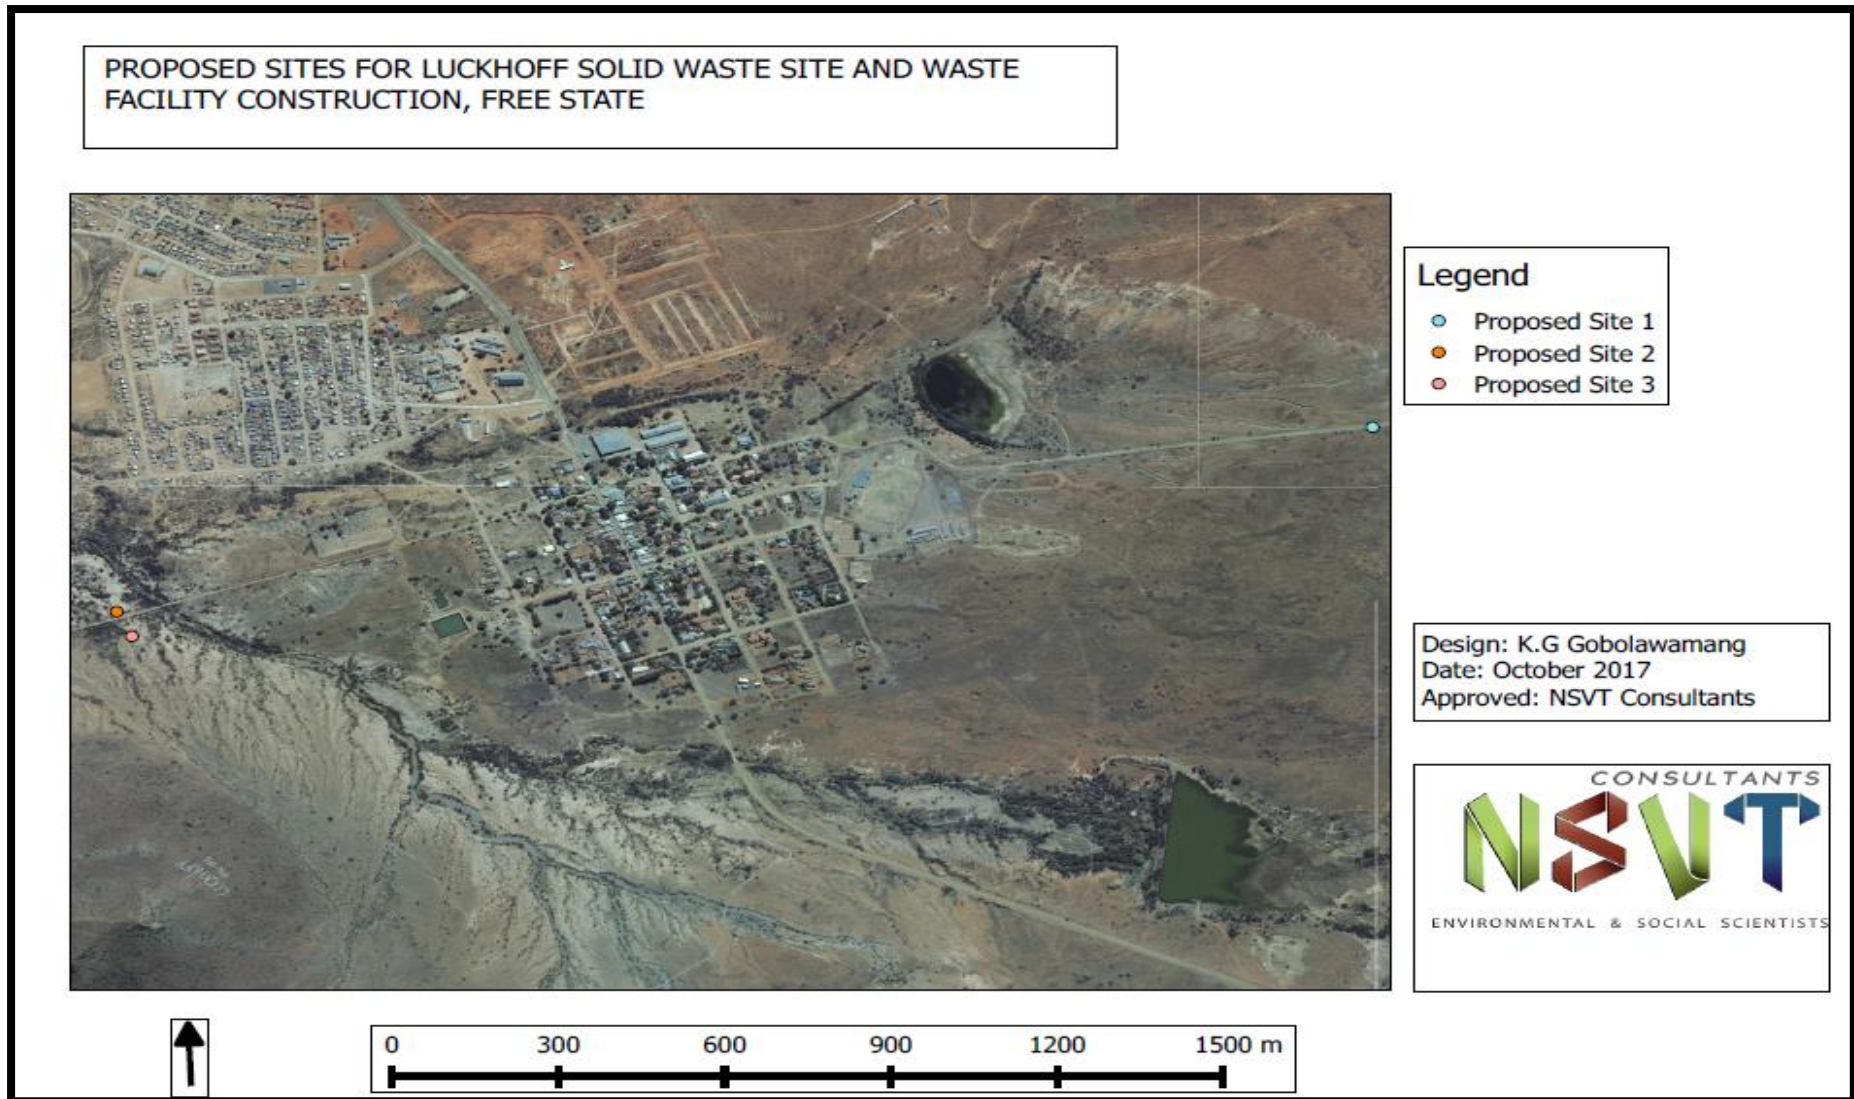 PROPOSED SITES FOR LUCKHOFF SOLID WASTE SITE AND WASTE
FACILITY CONSTRUCTION, FREE STATE
Legend
Proposed Site 1
Proposed Site 2
Proposed Site 3
Design: K.G Gobolawamang
Date: October 2017
Approved: NSVT Consultants
CONSULTANTS
NSVT
ENVIRONMENTAL & SOCIAL SCIENTISTS
0 300 600 900 1200 1500 m